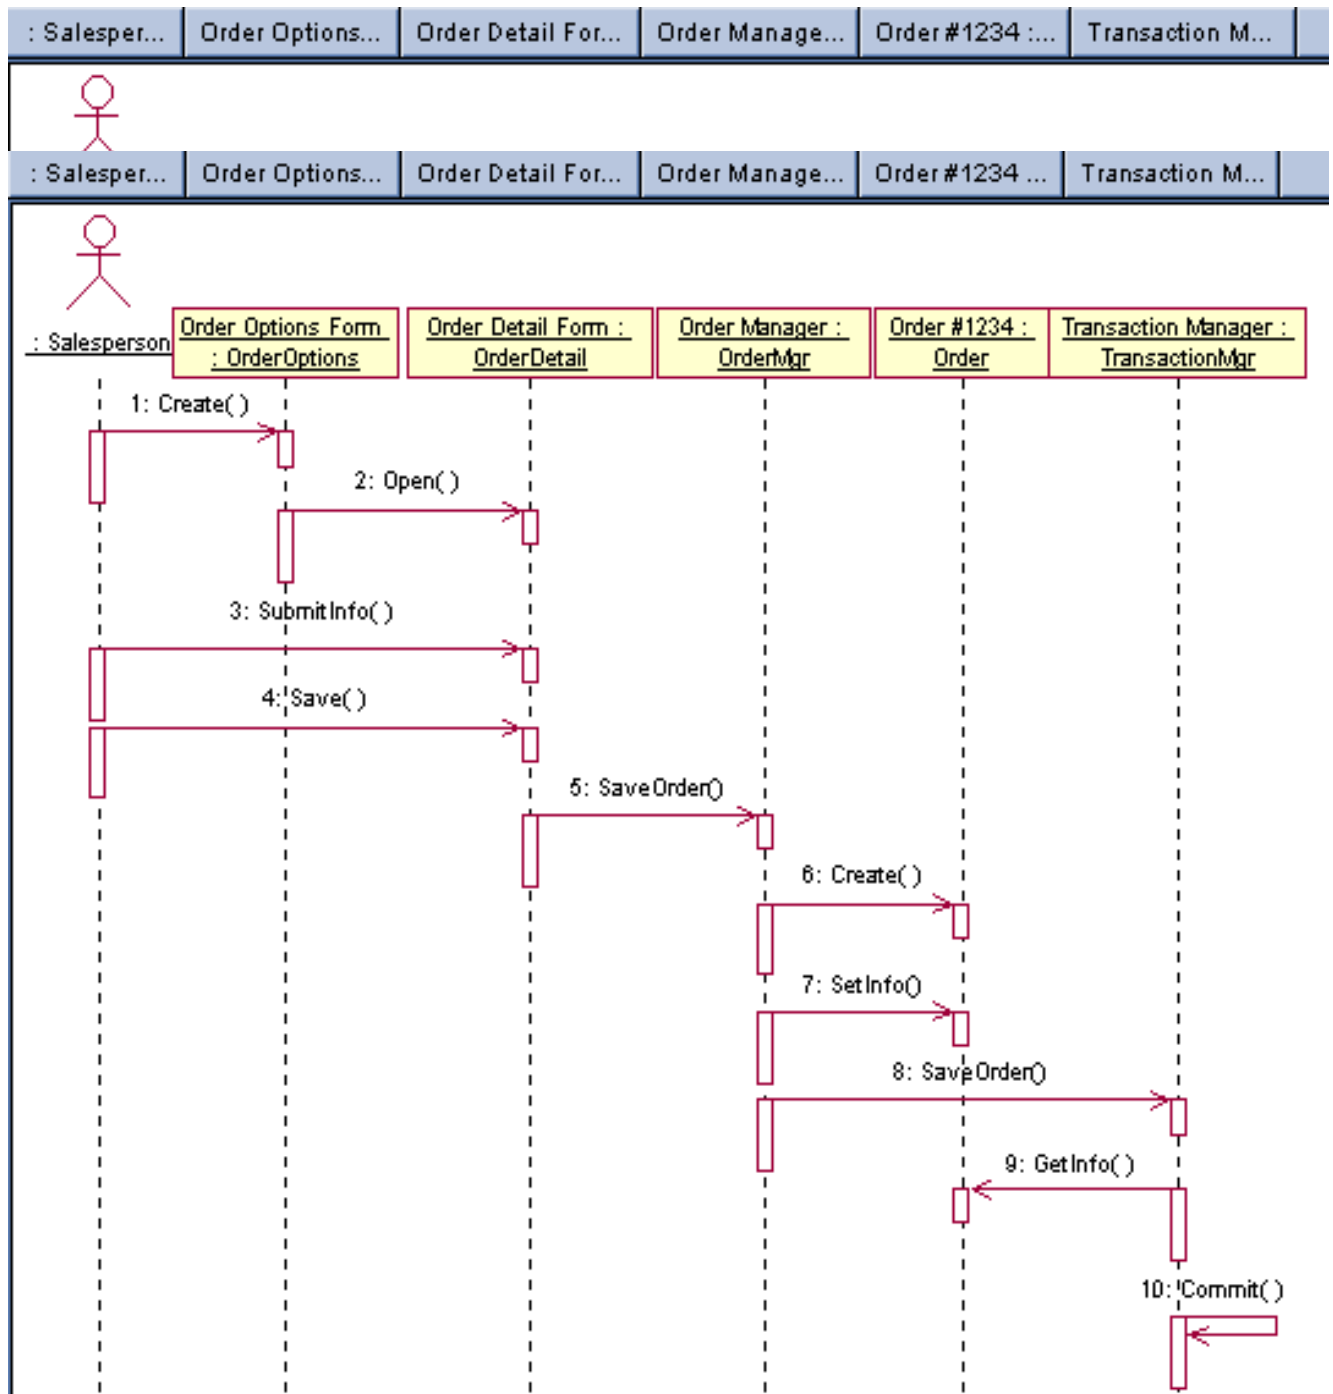 : Salesper... Order Options... Order Detail For... Order Manage... Order #1234 :... Transaction M...
: Salesper... Order Options... Order Detail For... Order Manage... Order #1234 ... Transaction M...
: Salesperson
Order Options Form
: OrderOptions
Order Detail Form :
OrderDetail
Order Manager :
OrderMgr
Order #1234 :
Order
Transaction Manager :
TransactionMgr
1: Create( )
2: Open( )
3: SubmitInfo( )
4: Save( )
5: SaveOrder()
6: Create( )
7: SetInfo()
8: SaveOrder()
9: GetInfo( )
10: Commit( )